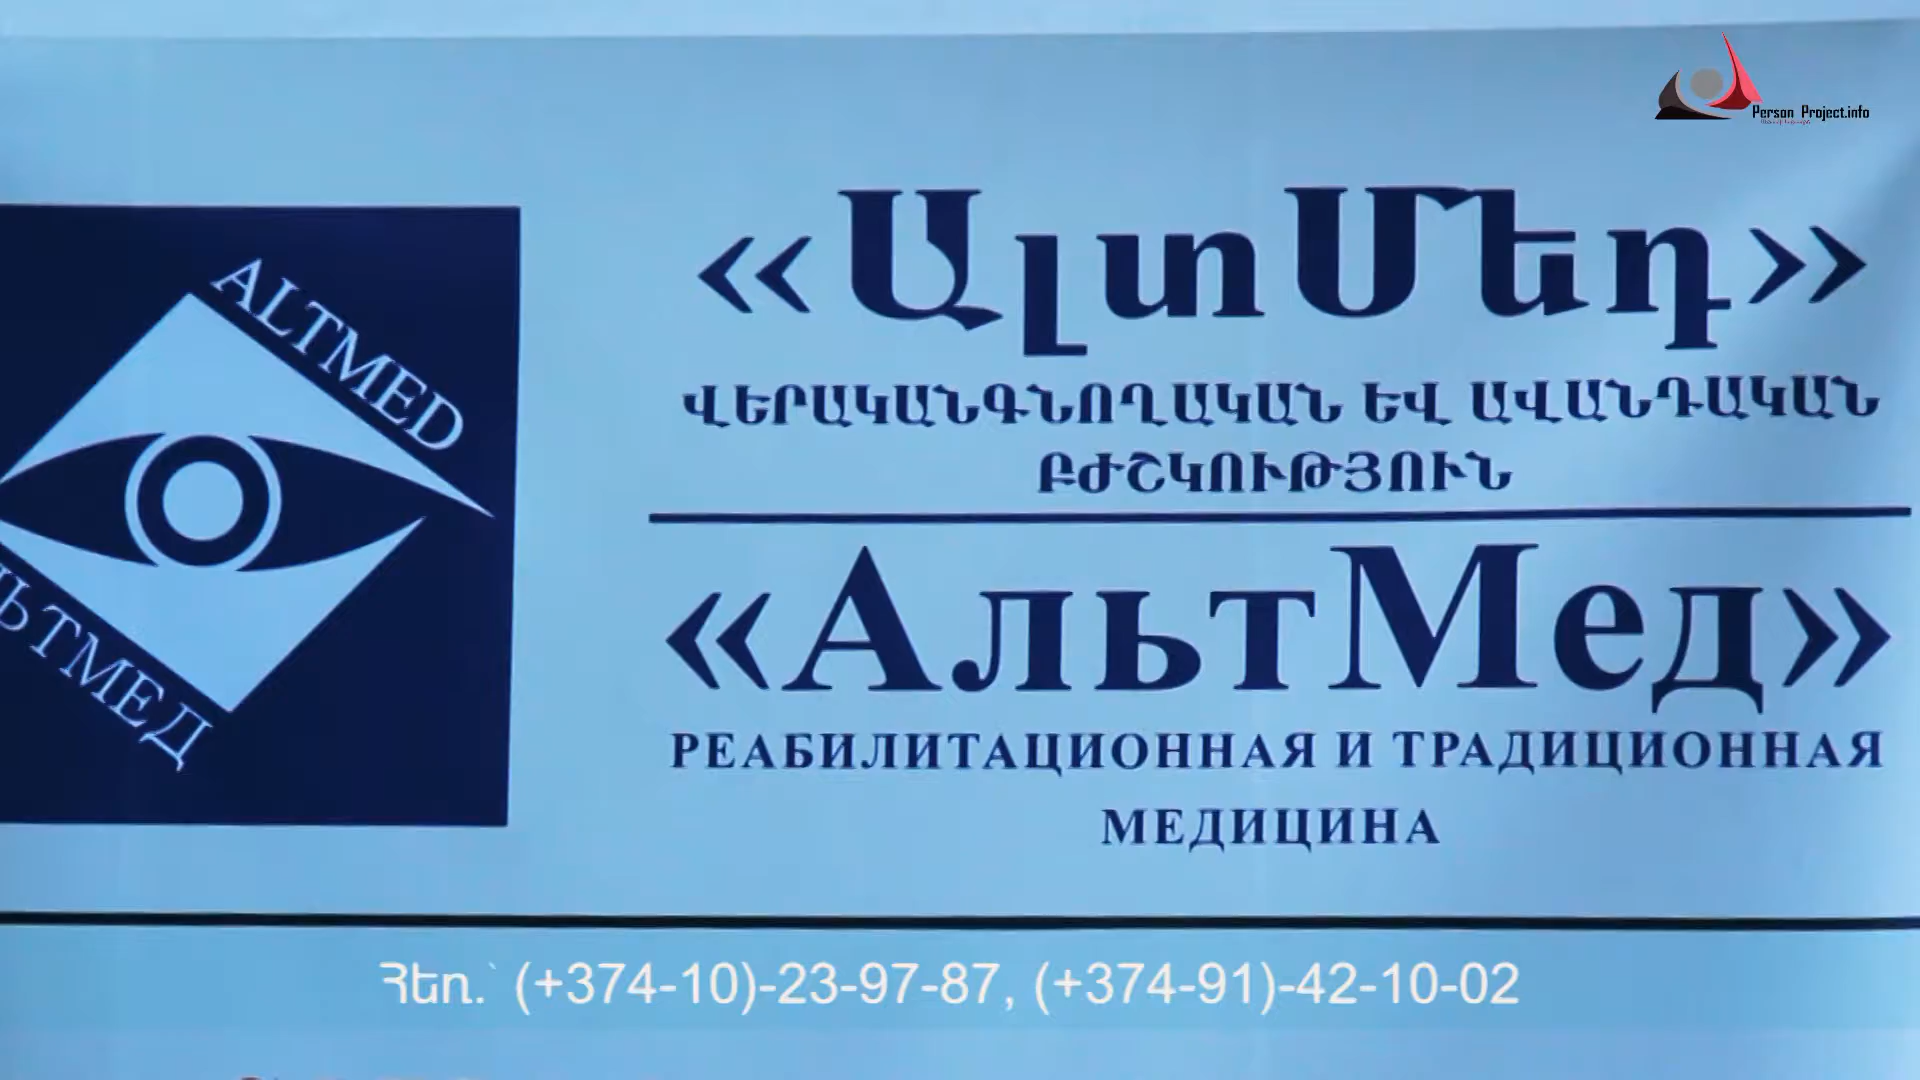 Person Project.info
ALTMED
ЬТМЕД
«ԱլտՄեդ»
ՎԵՐԱԿԱՆԳՆՈՂԱԿԱՆ ԵՎ ԱՎԱՆԴԱԿԱՆ
ԲԺՇԿՈՒԹՅՈՒՆ
«АльтМед»
РЕАБИЛИТАЦИОННАЯ И ТРАДИЦИОННАЯ
МЕДИЦИНА
Հեռ.՝ (+374-10)-23-97-87, (+374-91)-42-10-02